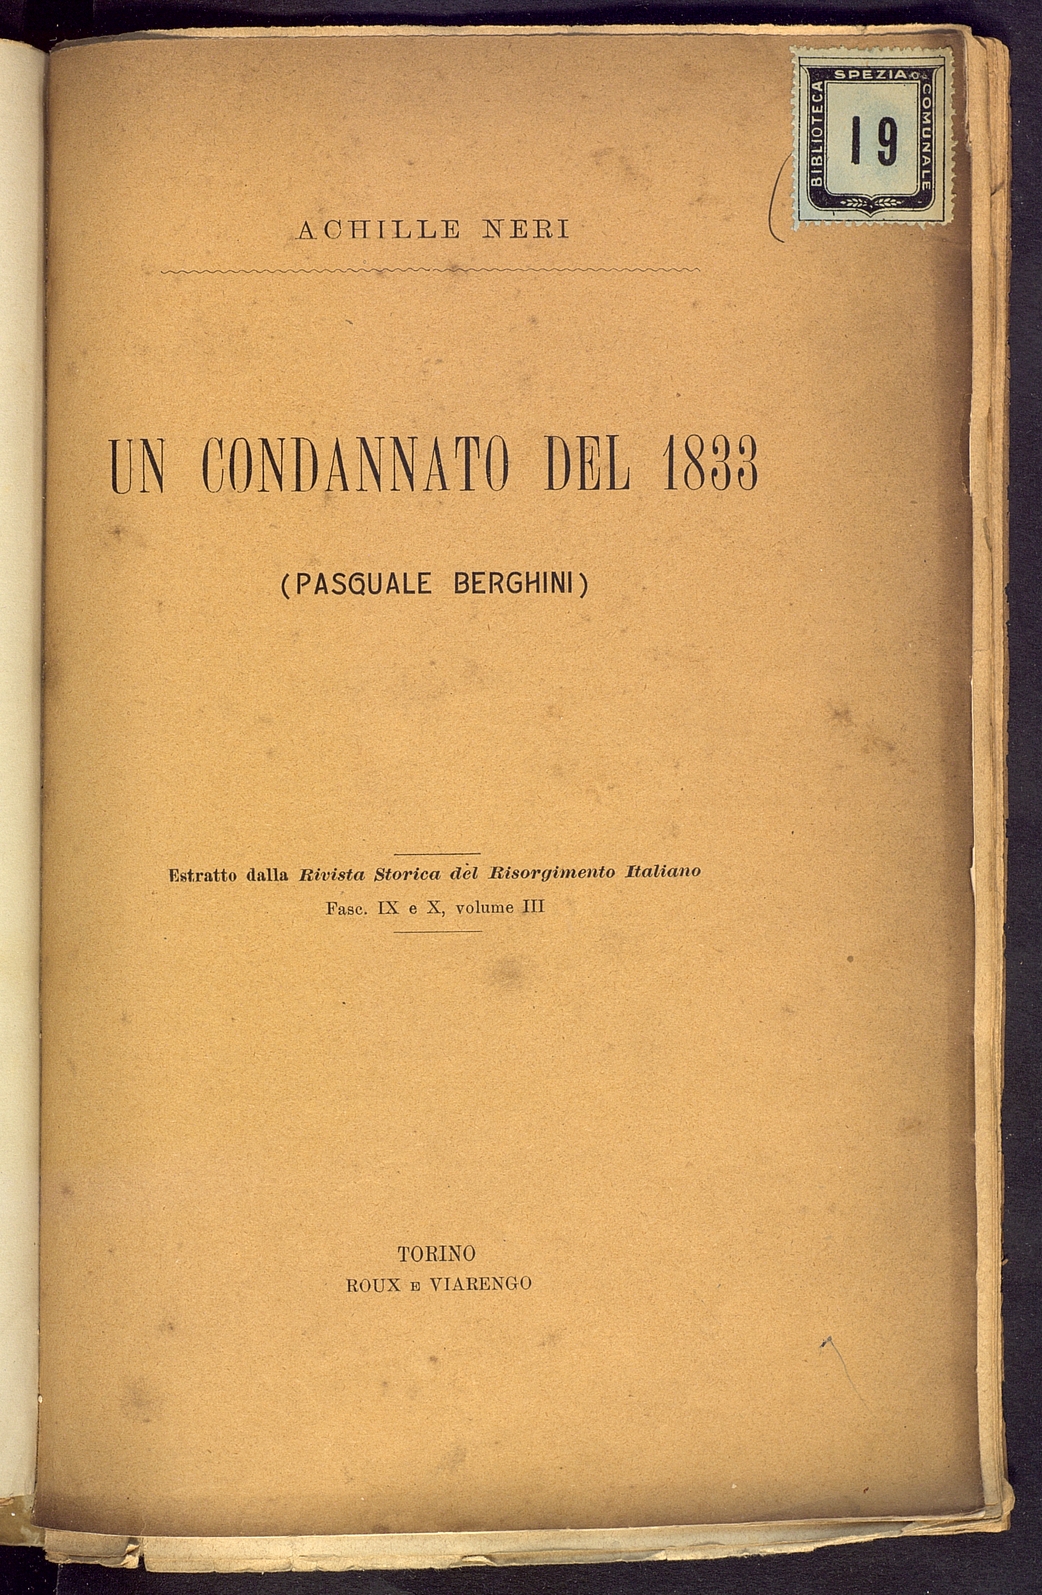 BIBLIOTECA SPEZIA COMUNALE
19
ACHILLE NERI
UN CONDANNATO DEL 1833
(PASQUALE BERGHINI)
Estratto dalla Rivista Storica del Risorgimento Italiano
Fasc. IX e X, volume III
TORINO
ROUX E VIARENGO